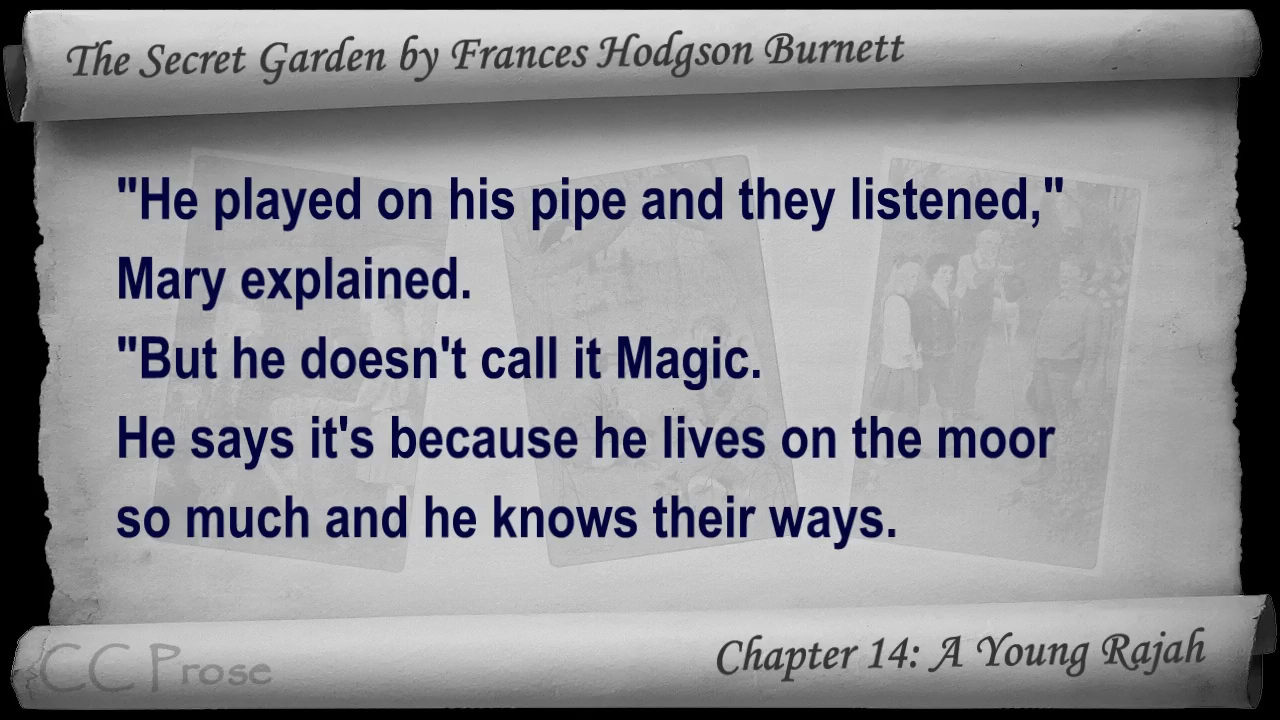 The Secret Garden by Frances Hodgson Burnett
"He played on his pipe and they listened,"
Mary explained.
"But he doesn't call it Magic.
He says it's because he lives on the moor
so much and he knows their ways.
CC Prose
Chapter 14: A Young Rajah